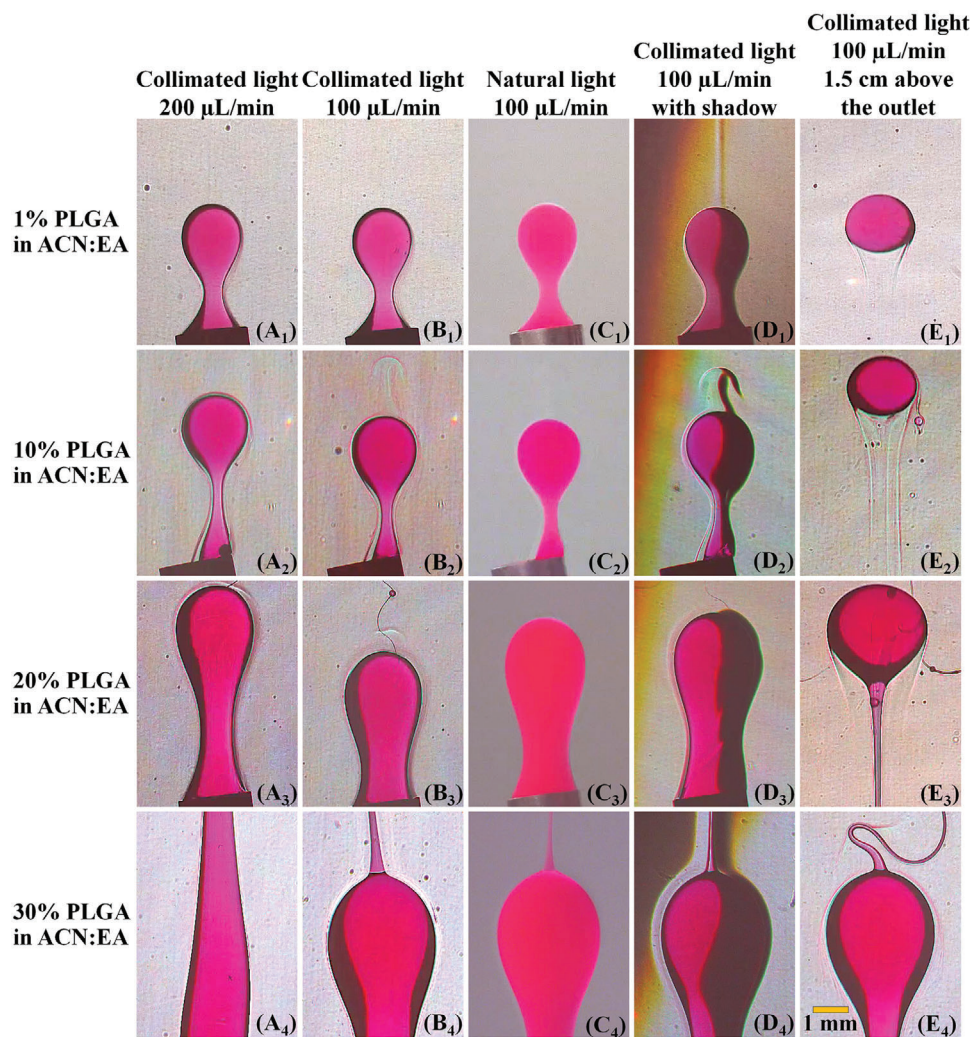 Collimated light
200 µL/min
Collimated light
100 µL/min
Natural light
100 µL/min
Collimated light
100 µL/min
with shadow
Collimated light
100 µL/min
1.5 cm above
the outlet
1% PLGA
in ACN:EA
(A1)
(B1)
(C1)
(D1)
(E1)
10% PLGA
in ACN:EA
(A2)
(B2)
(C2)
(D2)
(E2)
20% PLGA
in ACN:EA
(A3)
(B3)
(C3)
(D3)
(E3)
30% PLGA
in ACN:EA
(A4)
(B4)
(C4)
(D4)
1 mm
(E4)